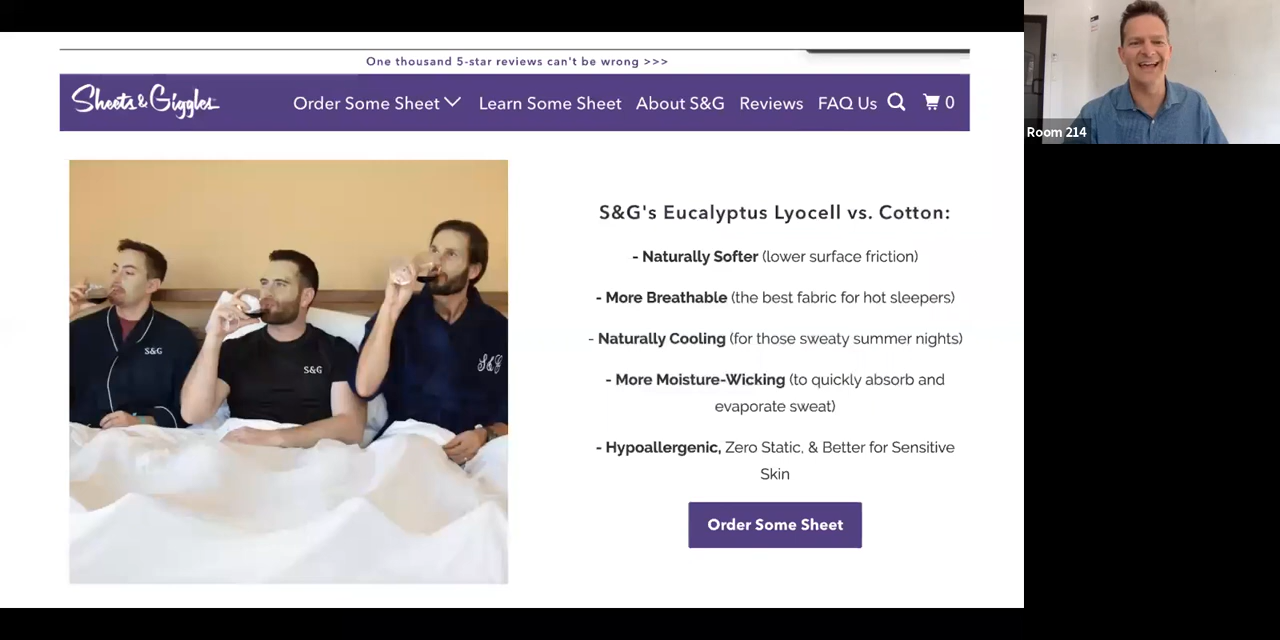 One thousand 5-star reviews can't be wrong >>>
Sheets & Giggles
Order Some Sheet Learn Some Sheet About S&G Reviews FAQ Us 0
Room 214
S&G's Eucalyptus Lyocell vs. Cotton:
- Naturally Softer (lower surface friction)
- More Breathable (the best fabric for hot sleepers)
- Naturally Cooling (for those sweaty summer nights)
- More Moisture-Wicking (to quickly absorb and
evaporate sweat)
- Hypoallergenic, Zero Static, & Better for Sensitive
Skin
Order Some Sheet
S&G
S&G
S&G